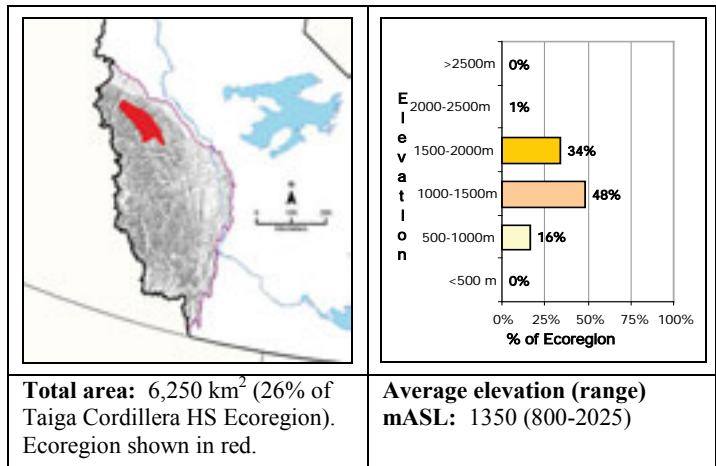 N
>2500m
0%
2000-2500m
1%
1500-2000m
34%
1000-1500m
48%
500-1000m
16%
<500 m
0%
Elevation
0% 25% 50% 75% 100%
% of Ecoregion
Total area: 6,250 km² (26% of
Taiga Cordillera HS Ecoregion).
Ecoregion shown in red.
Average elevation (range)
mASL: 1350 (800-2025)